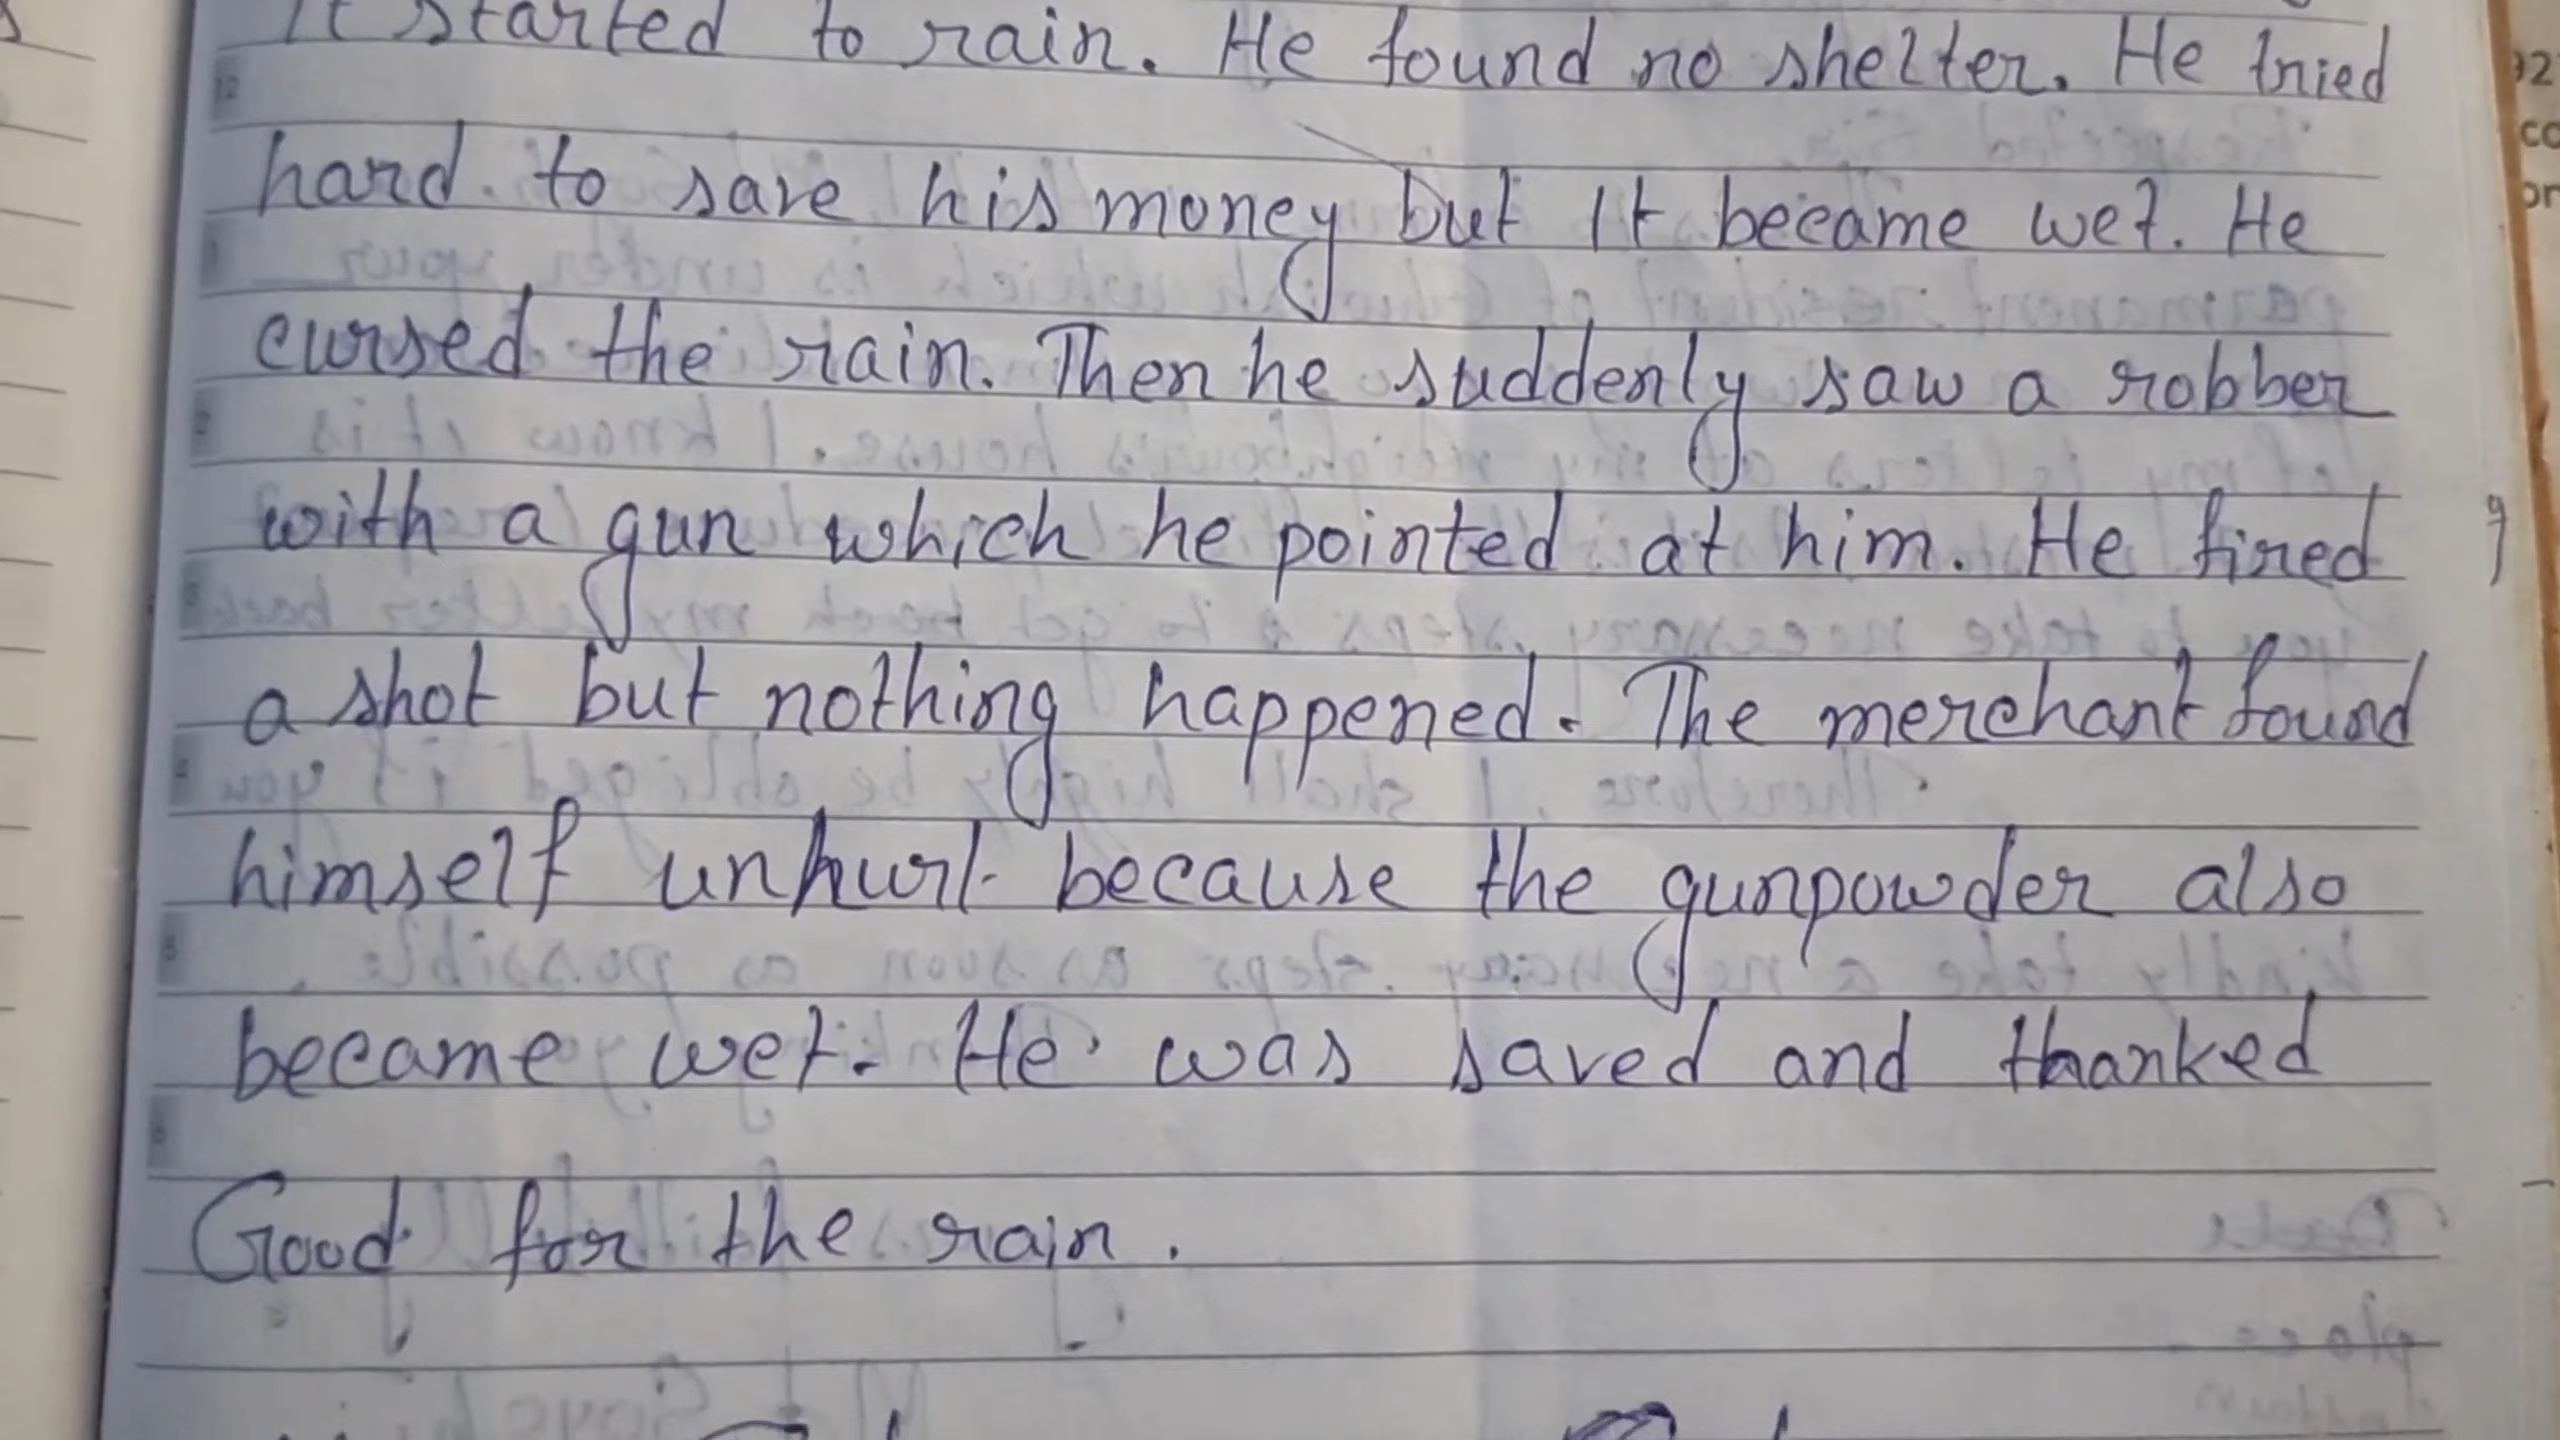 It started to rain. He found no shelter. He tried
hard to save his money but It became wet. He
cursed the rain. Then he suddenly saw a robber
with a gun which he pointed at him. He fired
a shot but nothing happened. The merchant found
himself unhurt because the gunpowder also
became wet. He was saved and thanked
Good for the rain.